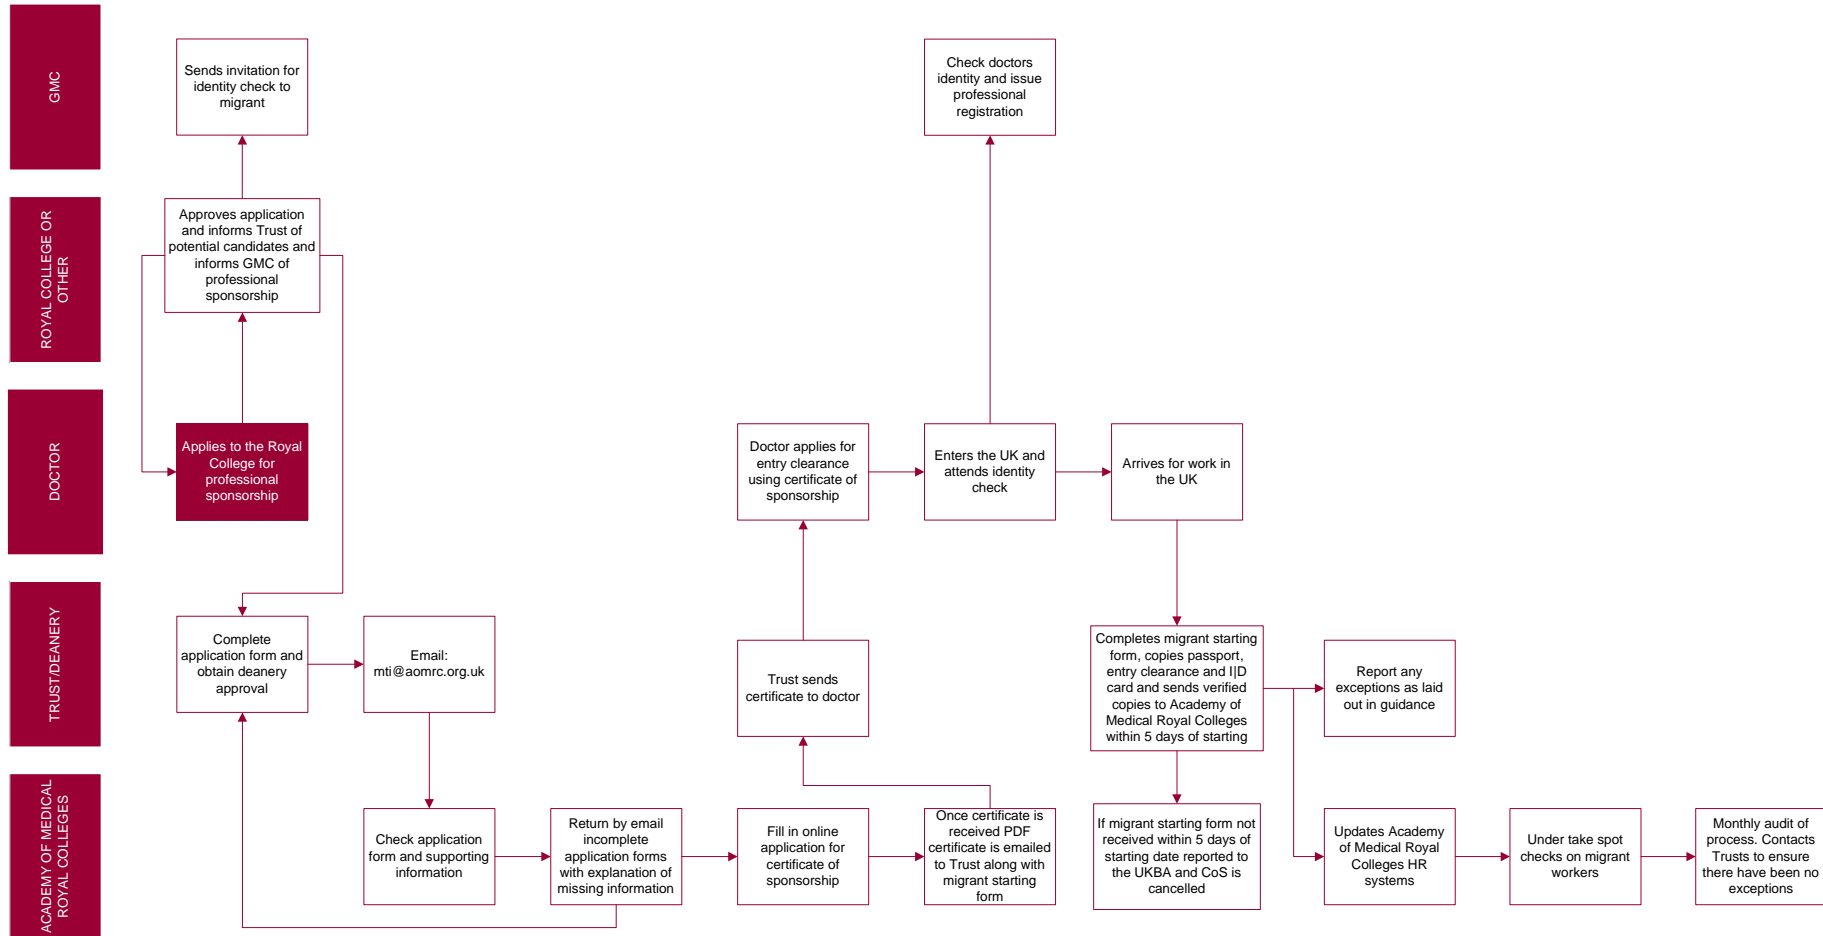 GMC
Sends invitation for
identity check to
migrant
Check doctors
identity and issue
professional
registration
ROYAL COLLEGE OR
OTHER
Approves application
and informs Trust of
potential candidates and
informs GMC of
professional
sponsorship
DOCTOR
Applies to the Royal
College for
professional
sponsorship
Doctor applies for
entry clearance
using certificate of
sponsorship
Enters the UK and
attends identity
check
Arrives for work in
the UK
TRUST/DEANERY
Complete
application form and
obtain deanery
approval
Email:
mti@aomrc.org.uk
Trust sends
certificate to doctor
Completes migrant starting
form, copies passport,
entry clearance and I|D
card and sends verified
copies to Academy of
Medical Royal Colleges
within 5 days of starting
Report any
exceptions as laid
out in guidance
ACADEMY OF MEDICAL
ROYAL COLLEGES
Check application
form and supporting
information
Return by email
incomplete
application forms
with explanation of
missing information
Fill in online
application for
certificate of
sponsorship
Once certificate is
received PDF
certificate is emailed
to Trust along with
migrant starting
form
If migrant starting form not
received within 5 days of
starting date reported to
the UKBA and CoS is
cancelled
Updates Academy
of Medical Royal
Colleges HR
systems
Under take spot
checks on migrant
workers
Monthly audit of
process. Contacts
Trusts to ensure
there have been no
exceptions